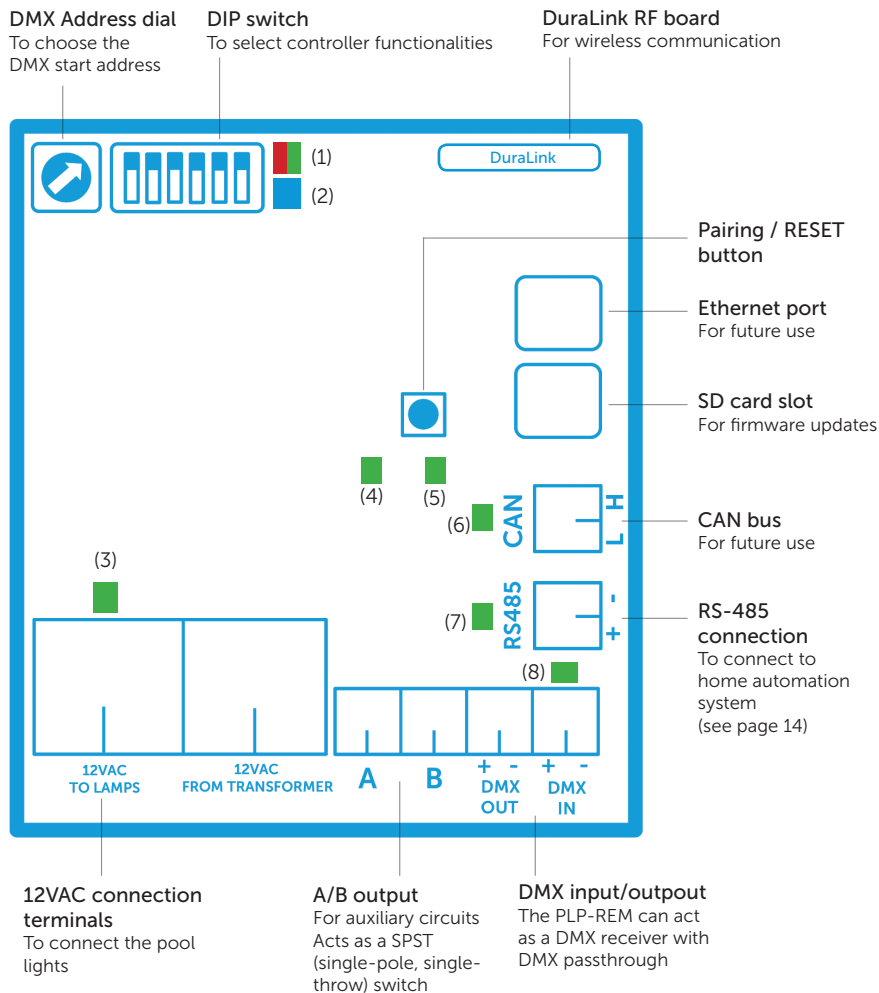 DMX Address dial
To choose the
DMX start address
DIP switch
To select controller functionalities
DuraLink RF board
For wireless communication
(1)
(2)
DuraLink
Pairing / RESET
button
Ethernet port
For future use
SD card slot
For firmware updates
(4)
(5)
(6)
CAN
H
L
CAN bus
For future use
(3)
(7)
RS485
-
+
RS-485
connection
To connect to
home automation
system
(see page 14)
(8)
12VAC
TO LAMPS
12VAC
FROM TRANSFORMER
A
B
+ -
DMX
OUT
+ -
DMX
IN
12VAC connection
terminals
To connect the pool
lights
A/B output
For auxiliary circuits
Acts as a SPST
(single-pole, single-
throw) switch
DMX input/outpout
The PLP-REM can act
as a DMX receiver with
DMX passthrough